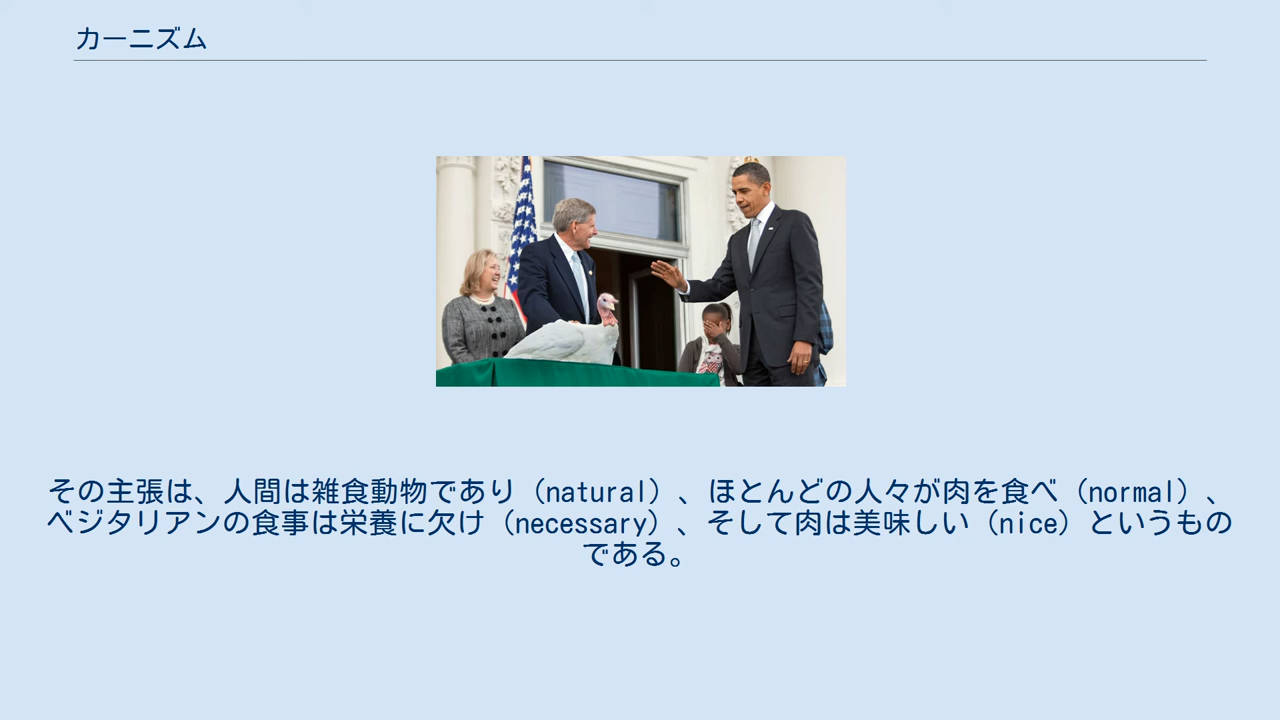 カーニズム
その主張は、人間は雑食動物であり（natural）、ほとんどの人々が肉を食べ（normal）、
ベジタリアンの食事は栄養に欠け（necessary）、そして肉は美味しい（nice）というもの
である。